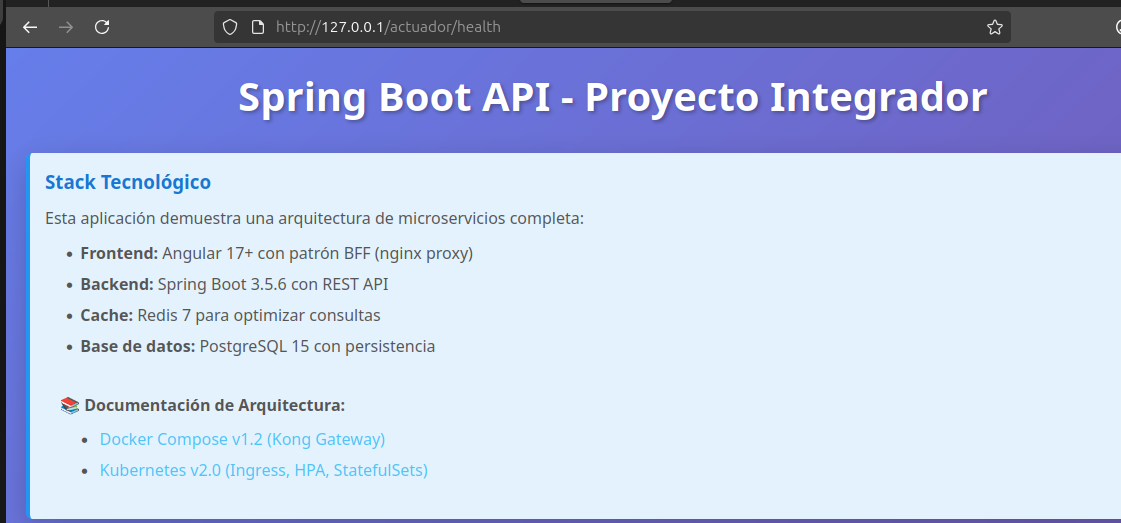 http://127.0.0.1/actuador/health
Spring Boot API - Proyecto Integrador
Stack Tecnológico
Esta aplicación demuestra una arquitectura de microservicios completa:
• Frontend: Angular 17+ con patrón BFF (nginx proxy)
• Backend: Spring Boot 3.5.6 con REST API
• Cache: Redis 7 para optimizar consultas
• Base de datos: PostgreSQL 15 con persistencia
📚 Documentación de Arquitectura:
• Docker Compose v1.2 (Kong Gateway)
• Kubernetes v2.0 (Ingress, HPA, StatefulSets)